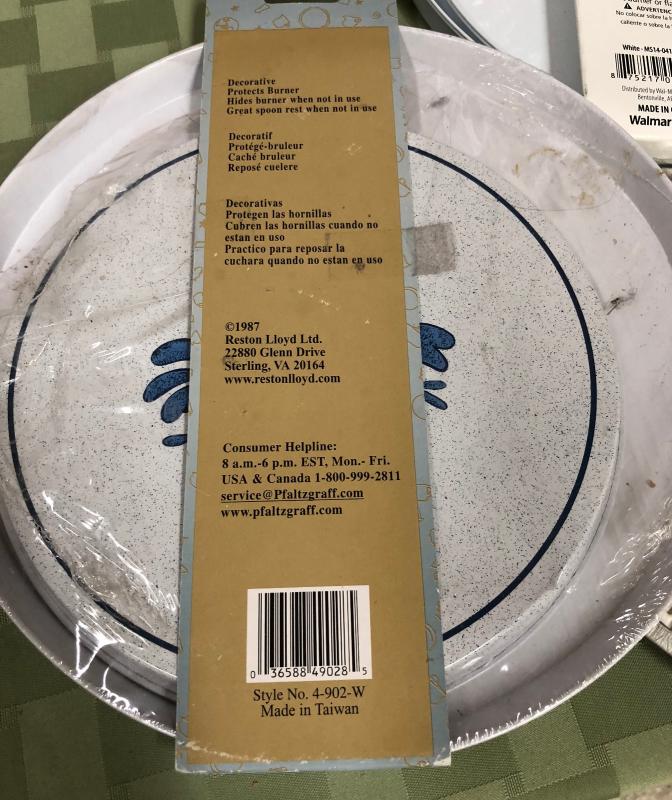 Decorative
Protects Burner
Hides burner when not in use
Great spoon rest when not in use
Decoratif
Protégé-bruleur
Caché bruleur
Reposé cuelere
Decorativas
Protegen las hornillas
Cubren las hornillas cuando no
estan en uso
Practico para reposar la
cuchara quando no estan en uso
©1987
Reston Lloyd Ltd.
22880 Glenn Drive
Sterling, VA 20164
www.restonlloyd.com
Consumer Helpline:
8 a.m.-6 p.m. EST, Mon.- Fri.
USA & Canada 1-800-999-2811
service@Pfaltzgraff.com
www.pfaltzgraff.com
0 36588 49028 5
Style No. 4-902-W
Made in Taiwan
No colocar sobre la
caliente o sobre la
White - M514-041
8 75217 0
Distributed by Wal-M
Bentonville, A
MADE IN
Walmar